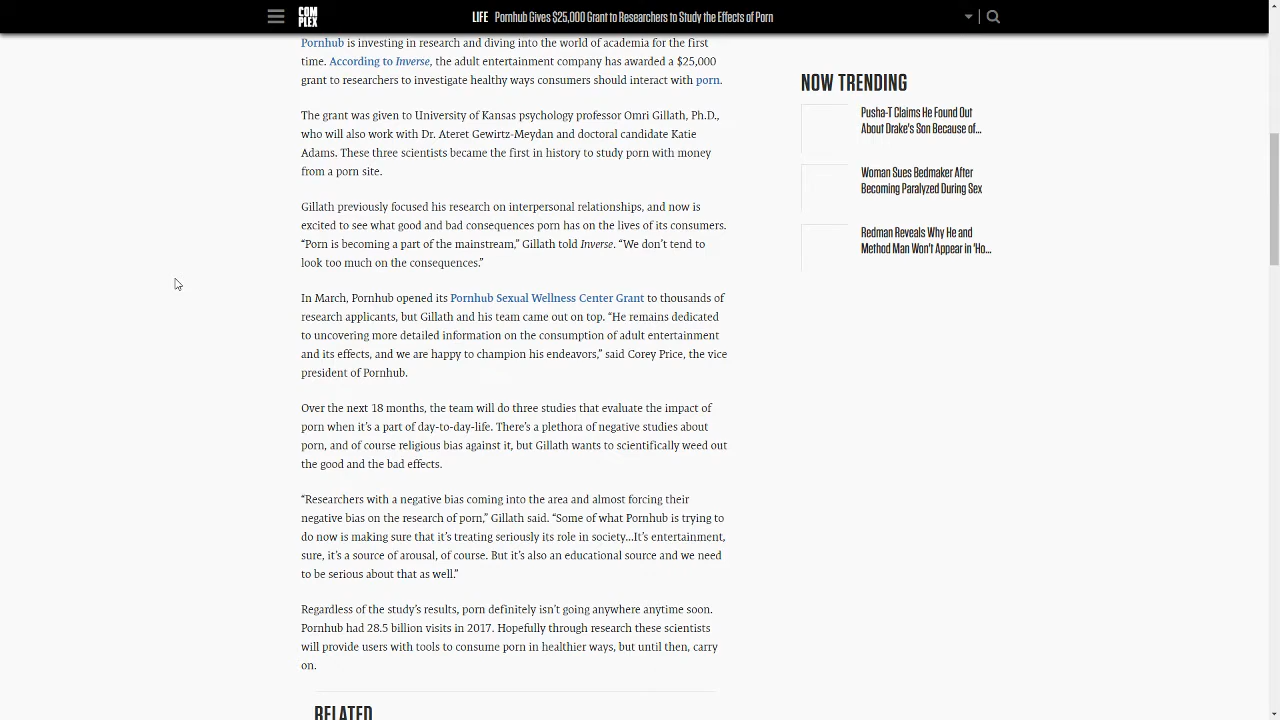 COM
PLEX
LIFE Pornhub Gives $25,000 Grant to Researchers to Study the Effects of Porn
Pornhub is investing in research and diving into the world of academia for the first
time. According to Inverse, the adult entertainment company has awarded a $25,000
grant to researchers to investigate healthy ways consumers should interact with porn.
The grant was given to University of Kansas psychology professor Omri Gillath, Ph.D.,
who will also work with Dr. Ateret Gewirtz-Meydan and doctoral candidate Katie
Adams. These three scientists became the first in history to study porn with money
from a porn site.
Gillath previously focused his research on interpersonal relationships, and now is
excited to see what good and bad consequences porn has on the lives of its consumers.
“Porn is becoming a part of the mainstream,” Gillath told Inverse. “We don’t tend to
look too much on the consequences.”
In March, Pornhub opened its Pornhub Sexual Wellness Center Grant to thousands of
research applicants, but Gillath and his team came out on top. “He remains dedicated
to uncovering more detailed information on the consumption of adult entertainment
and its effects, and we are happy to champion his endeavors,” said Corey Price, the vice
president of Pornhub.
Over the next 18 months, the team will do three studies that evaluate the impact of
porn when it’s a part of day-to-day-life. There’s a plethora of negative studies about
porn, and of course religious bias against it, but Gillath wants to scientifically weed out
the good and the bad effects.
“Researchers with a negative bias coming into the area and almost forcing their
negative bias on the research of porn,” Gillath said. “Some of what Pornhub is trying to
do now is making sure that it’s treating seriously its role in society...It’s entertainment,
sure, it’s a source of arousal, of course. But it’s also an educational source and we need
to be serious about that as well.”
Regardless of the study’s results, porn definitely isn’t going anywhere anytime soon.
Pornhub had 28.5 billion visits in 2017. Hopefully through research these scientists
will provide users with tools to consume porn in healthier ways, but until then, carry
on.
RELATED
NOW TRENDING
Pusha-T Claims He Found Out
About Drake's Son Because of...
Woman Sues Bedmaker After
Becoming Paralyzed During Sex
Redman Reveals Why He and
Method Man Won't Appear in 'Ho...